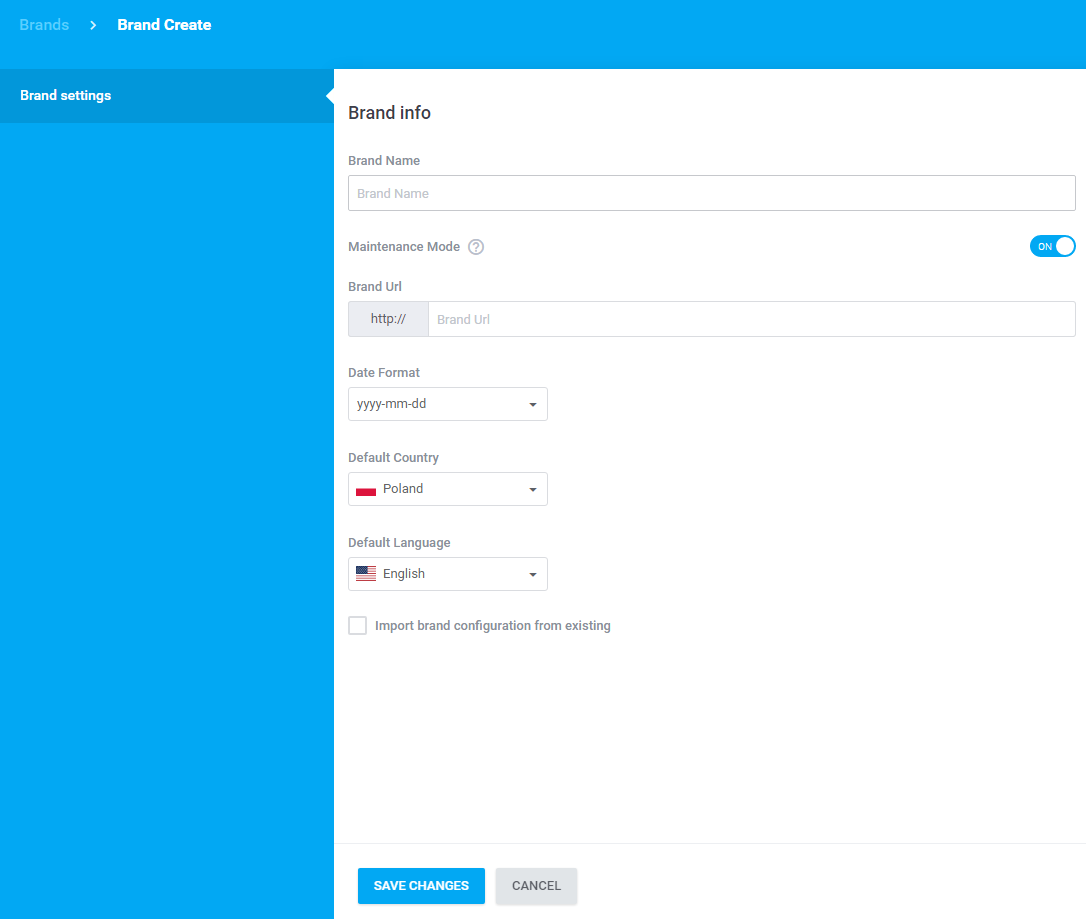 Brands > Brand Create
Brand settings
Brand info
Brand Name
Brand Name
Maintenance Mode ?
ON
Brand Url
http:// Brand Url
Date Format
yyyy-mm-dd
Default Country
Poland
Default Language
English
Import brand configuration from existing
SAVE CHANGES CANCEL